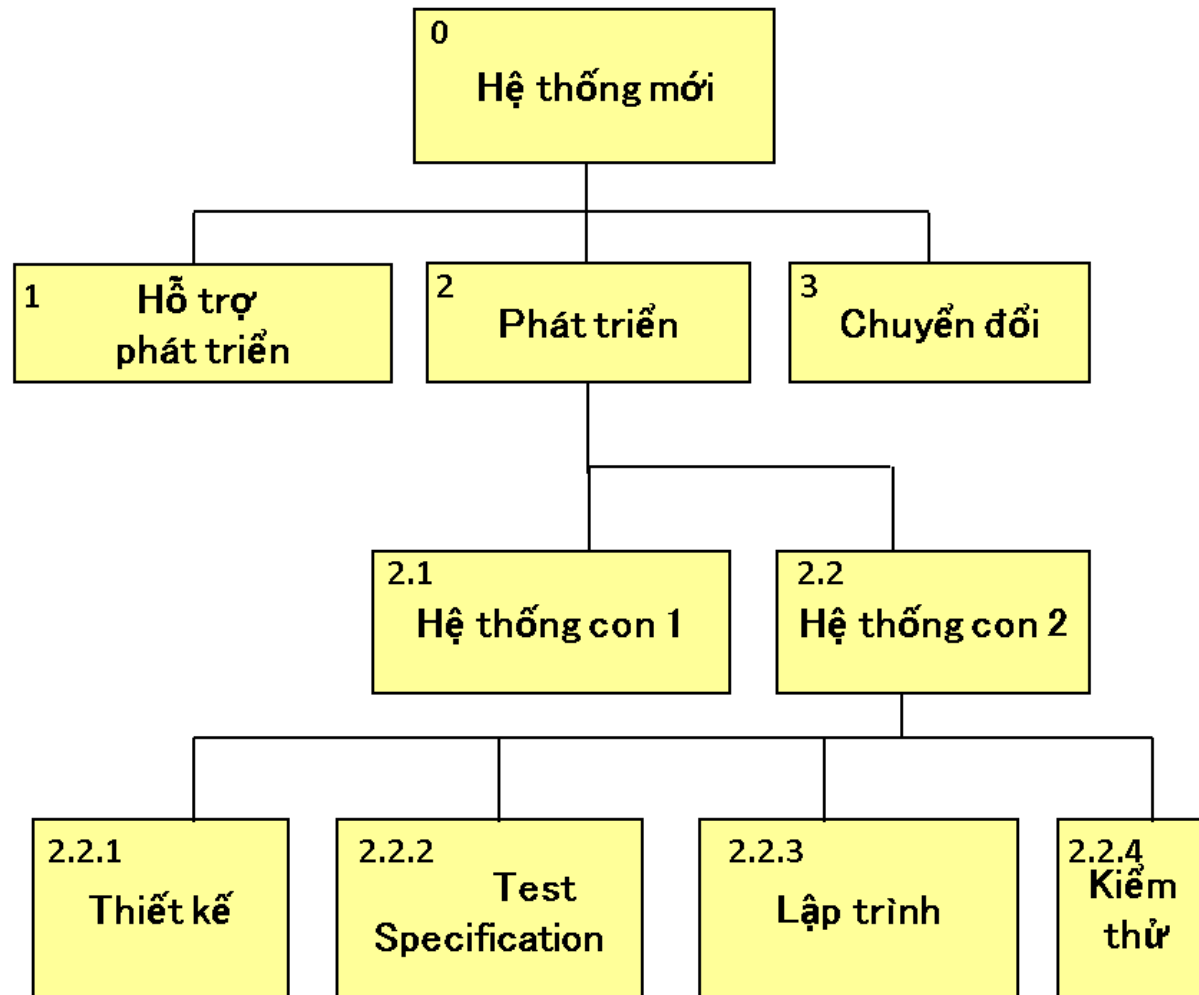 0
Hệ thống mới
1
Hỗ trợ
phát triển
2
Phát triển
3
Chuyển đổi
2.1
Hệ thống con 1
2.2
Hệ thống con 2
2.2.1
Thiết kế
2.2.2
Test
Specification
2.2.3
Lập trình
2.2.4
Kiểm
thử